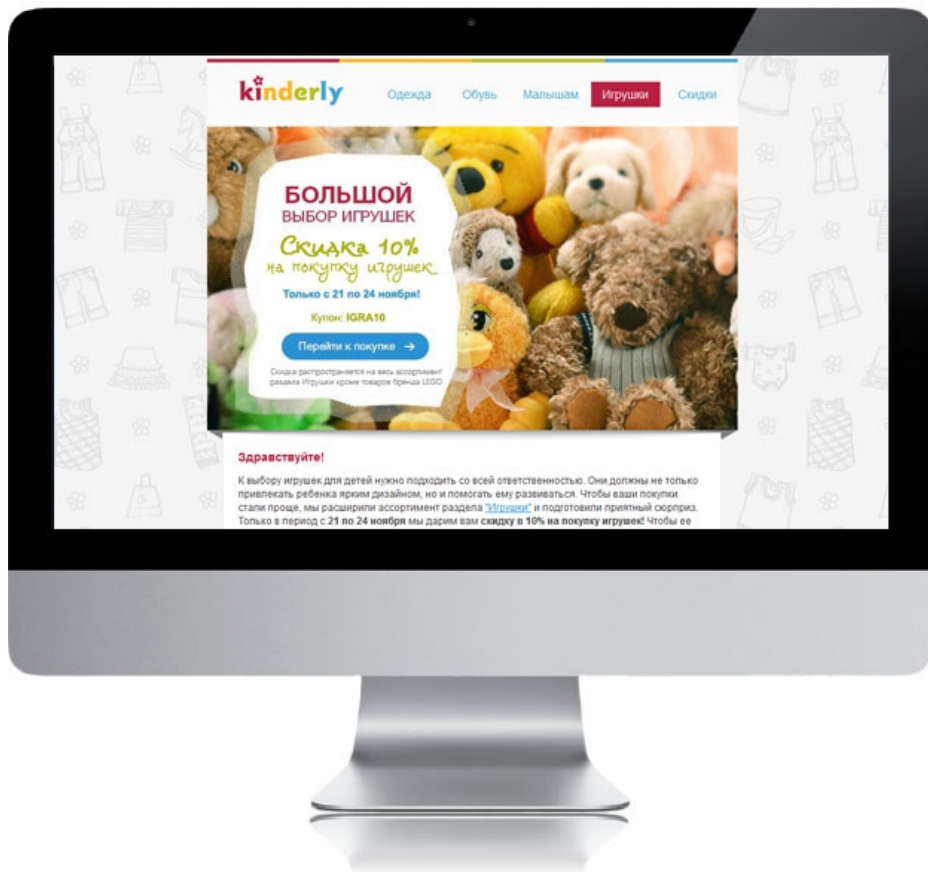 kinderly
Одежда Обувь Малышам Игрушки Скидки
БОЛЬШОЙ
ВЫБОР ИГРУШЕК
Скидка 10%
на покупку игрушек
Только с 21 по 24 ноября!
Купон: IGRA10
Перейти к покупке →
Скидка распространяется на весь ассортимент
раздела Игрушки кроме товаров бренда LEGO
Здравствуйте!
К выбору игрушек для детей нужно подходить со всей ответственностью. Они должны не только
привлекать ребенка ярким дизайном, но и помогать ему развиваться. Чтобы ваши покупки
стали проще, мы расширили ассортимент раздела "Игрушки" и подготовили приятный сюрприз.
Только в период с 21 по 24 ноября мы дарим вам скидку в 10% на покупку игрушек! Чтобы ее